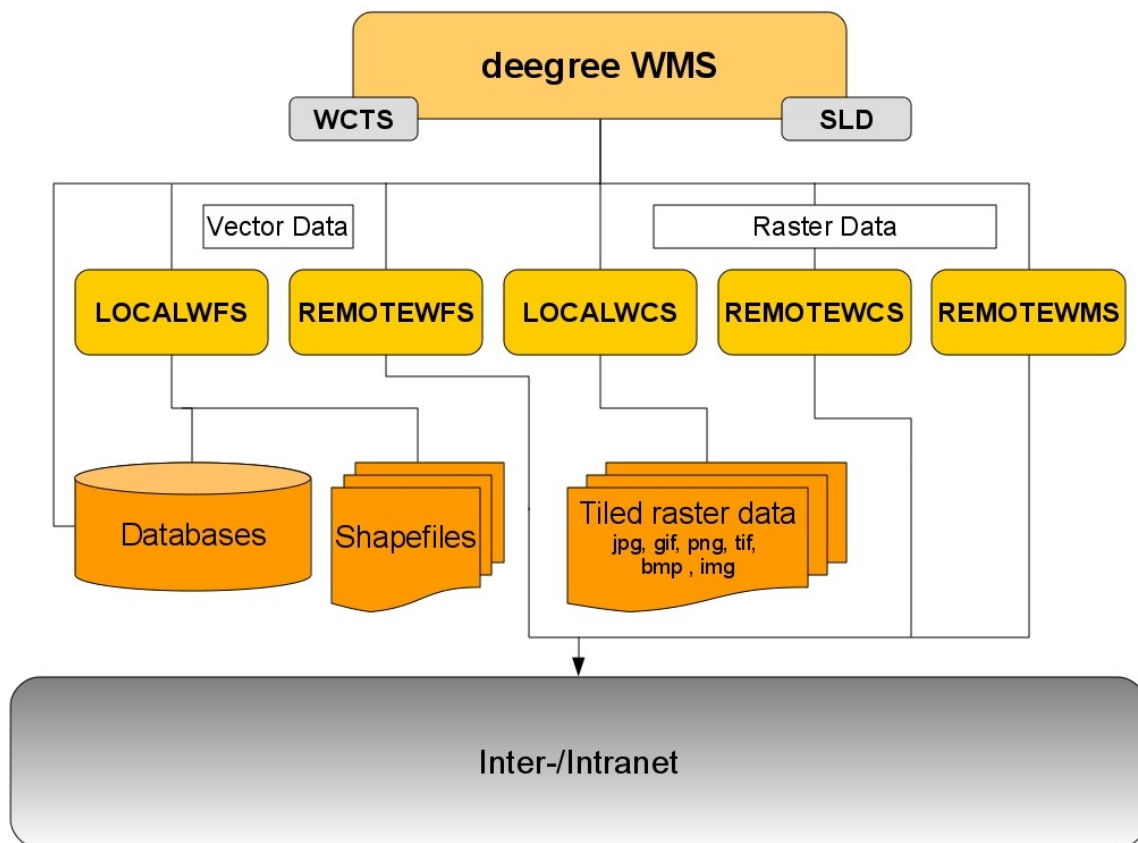 deegree WMS
WCTS
SLD
Vector Data
Raster Data
LOCALWFS
REMOTEWFS
LOCALWCS
REMOTEWCS
REMOTEWMS
Databases
Shapefiles
Tiled raster data
jpg, gif, png, tif,
bmp , img
Inter-/Intranet